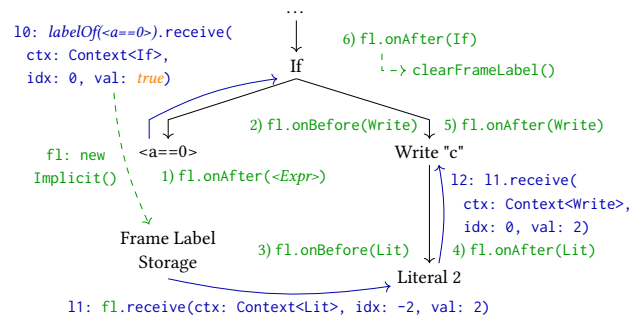 ...
l0: labelOf(<a==0>).receive(
ctx: Context<If>,
idx: 0, val: true)
6) fl.onAfter(If)
clearFrameLabel()
If
2) fl.onBefore(Write)
5) fl.onAfter(Write)
<a==0>
Write "c"
fl: new
Implicit()
1) fl.onAfter(<Expr>)
l2: l1.receive(
ctx: Context<Write>,
idx: 0, val: 2)
Frame Label
Storage
3) fl.onBefore(Lit)
4) fl.onAfter(Lit)
Literal 2
l1: fl.receive(ctx: Context<Lit>, idx: -2, val: 2)